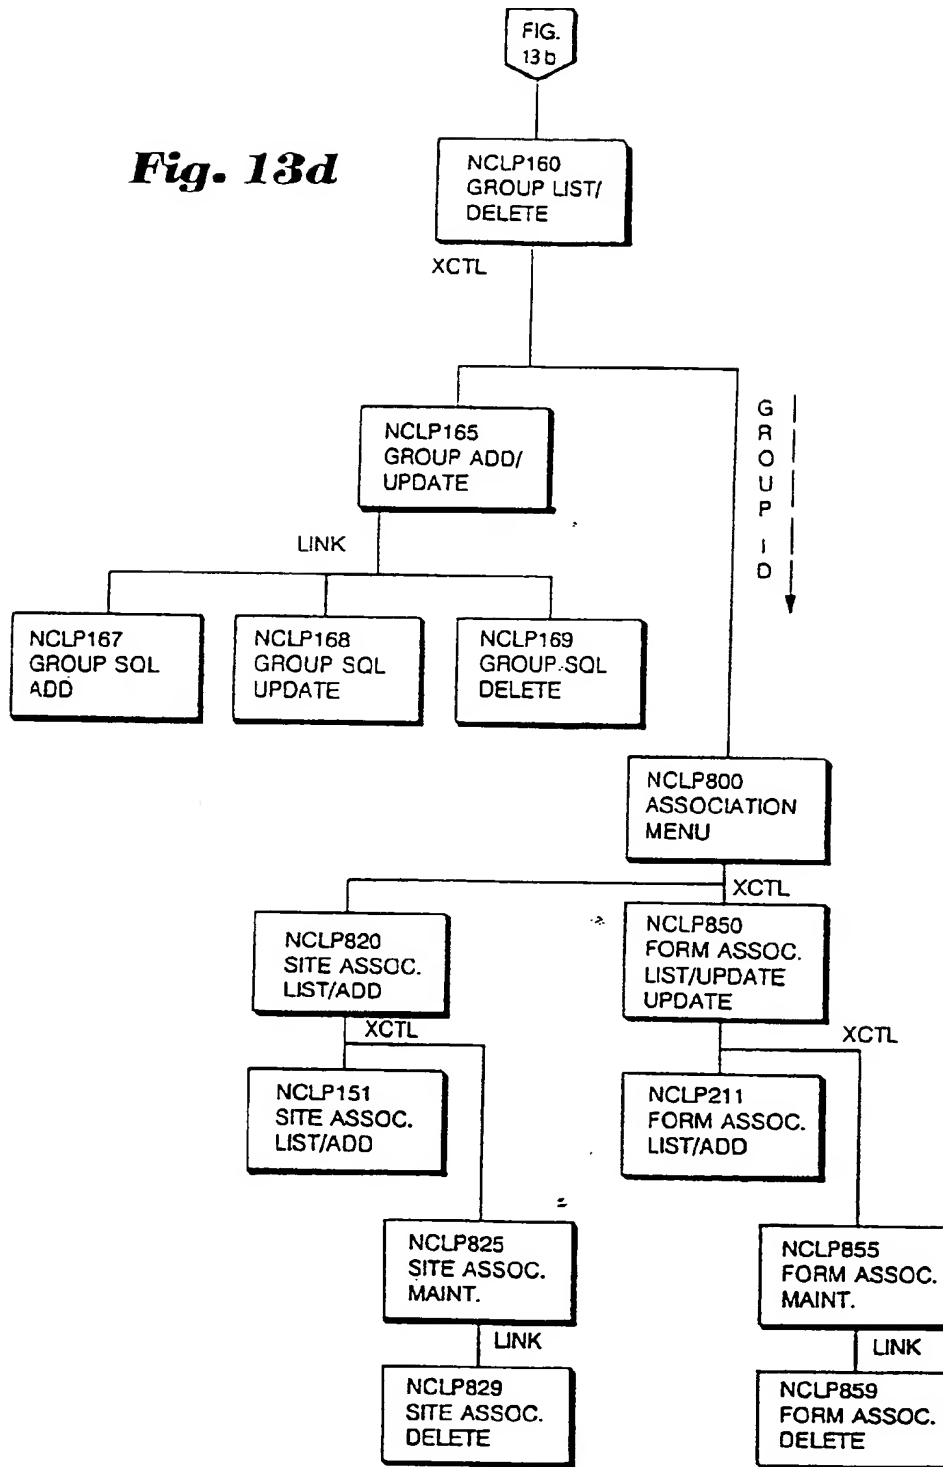 FIG.
13b
Fig. 13d
NCLP160
GROUP LIST/
DELETE
XCTL
NCLP165
GROUP ADD/
UPDATE
GROUP ID
LINK
NCLP167
GROUP SQL
ADD
NCLP168
GROUP SQL
UPDATE
NCLP169
GROUP SQL
DELETE
NCLP800
ASSOCIATION
MENU
XCTL
NCLP820
SITE ASSOC.
LIST/ADD
NCLP850
FORM ASSOC.
LIST/UPDATE
UPDATE
XCTL
XCTL
NCLP151
SITE ASSOC.
LIST/ADD
NCLP211
FORM ASSOC.
LIST/ADD
NCLP825
SITE ASSOC.
MAINT.
NCLP855
FORM ASSOC.
MAINT.
LINK
LINK
NCLP829
SITE ASSOC.
DELETE
NCLP859
FORM ASSOC.
DELETE